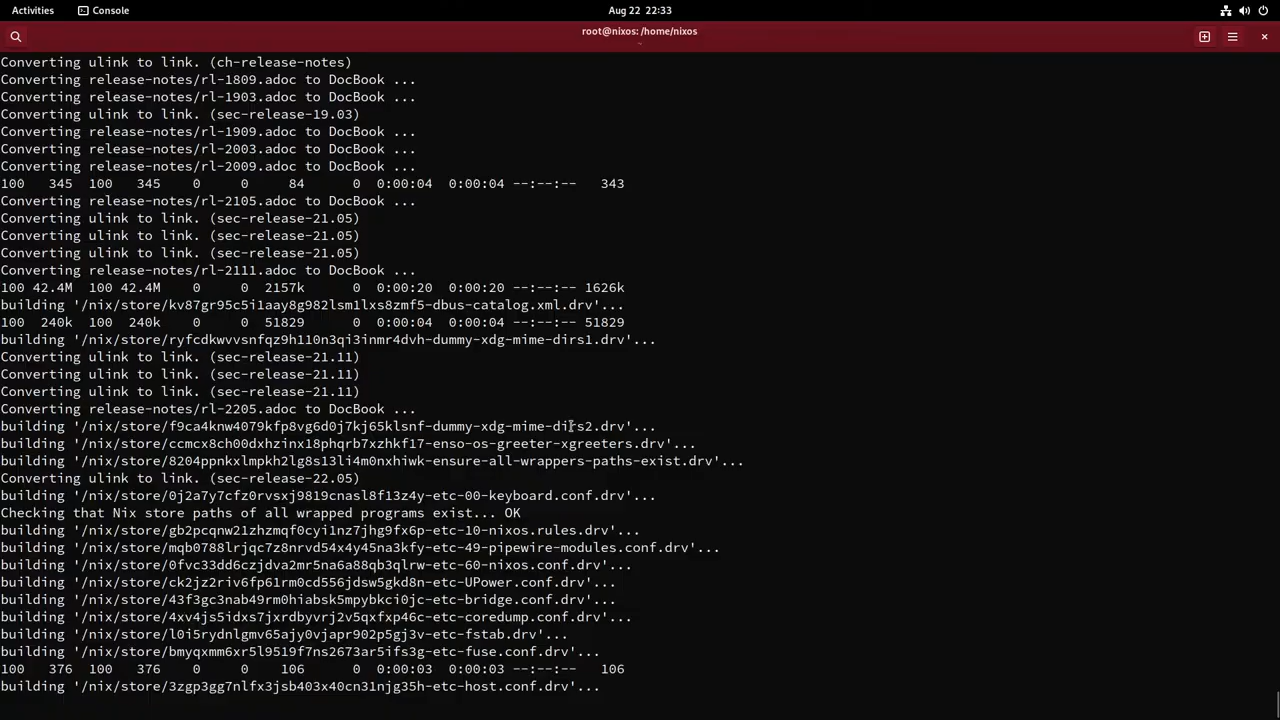 Activities
Console
Aug 22 22:33
root@nixos: /home/nixos
~
Converting ulink to link. (ch-release-notes)
Converting release-notes/rl-1809.adoc to DocBook ...
Converting release-notes/rl-1903.adoc to DocBook ...
Converting ulink to link. (sec-release-19.03)
Converting release-notes/rl-1909.adoc to DocBook ...
Converting release-notes/rl-2003.adoc to DocBook ...
Converting release-notes/rl-2009.adoc to DocBook ...
100   345  100   345    0     0     84      0  0:00:04  0:00:04 --:--:--   343
Converting release-notes/rl-2105.adoc to DocBook ...
Converting ulink to link. (sec-release-21.05)
Converting ulink to link. (sec-release-21.05)
Converting ulink to link. (sec-release-21.05)
Converting release-notes/rl-2111.adoc to DocBook ...
100 42.4M  100 42.4M    0     0  2157k      0  0:00:20  0:00:20 --:--:-- 1626k
building '/nix/store/kv87gr95c5i1aay8g982lsm1lxs8zmf5-dbus-catalog.xml.drv'...
100  240k  100  240k    0     0  51829      0  0:00:04  0:00:04 --:--:-- 51829
building '/nix/store/ryfcdkwvvsnfqz9h110n3qi3inmr4dvh-dummy-xdg-mime-dirs1.drv'...
Converting ulink to link. (sec-release-21.11)
Converting ulink to link. (sec-release-21.11)
Converting ulink to link. (sec-release-21.11)
Converting release-notes/rl-2205.adoc to DocBook ...
building '/nix/store/f9ca4knw4079kfp8vg6d0j7kj65klsnf-dummy-xdg-mime-dirs2.drv'...
building '/nix/store/ccmcx8ch00dxhzinx18phqrb7xzhkf17-enso-os-greeter-xgreeters.drv'...
building '/nix/store/8204ppnkxlmpkh2lg8s13li4m0nxhiwk-ensure-all-wrappers-paths-exist.drv'...
Converting ulink to link. (sec-release-22.05)
building '/nix/store/0j2a7y7cfz0rvsxj9819cnasl8f13z4y-etc-00-keyboard.conf.drv'...
Checking that Nix store paths of all wrapped programs exist... OK
building '/nix/store/gb2pcqnw21zhzmqf0cyi1nz7jhg9fx6p-etc-10-nixos.rules.drv'...
building '/nix/store/mqb0788lrjqc7z8nrvd54x4y45na3kfy-etc-49-pipewire-modules.conf.drv'...
building '/nix/store/0fvc33dd6czjdva2mr5na6a88qb3qlrw-etc-60-nixos.conf.drv'...
building '/nix/store/ck2jz2riv6fp61rm0cd556jdsw5gkd8n-etc-UPower.conf.drv'...
building '/nix/store/43f3gc3nab49rm0hiabsk5mpybkci0jc-etc-bridge.conf.drv'...
building '/nix/store/4xv4js5idxs7jxrdbyvrj2v5qxfxp46c-etc-coredump.conf.drv'...
building '/nix/store/l0i5rydnlgmv65ajy0vjapr902p5gj3v-etc-fstab.drv'...
building '/nix/store/bmyqxmm6xr5l9519f7ns2673ar5ifs3g-etc-fuse.conf.drv'...
100   376  100   376    0     0    106      0  0:00:03  0:00:03 --:--:--   106
building '/nix/store/3zgp3gg7nlfx3jsb403x40cn31njg35h-etc-host.conf.drv'...